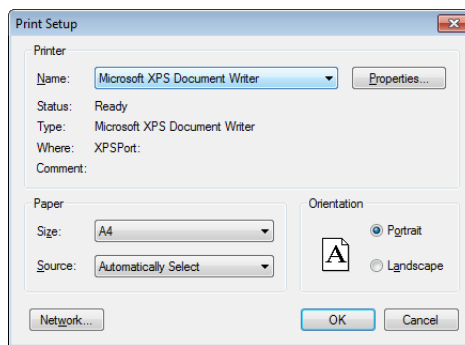 Print Setup
Printer
Name: Microsoft XPS Document Writer Properties...
Status: Ready
Type: Microsoft XPS Document Writer
Where: XPSPort:
Comment:
Paper Orientation
Size: A4 Portrait
A
Source: Automatically Select Landscape
Network... OK Cancel